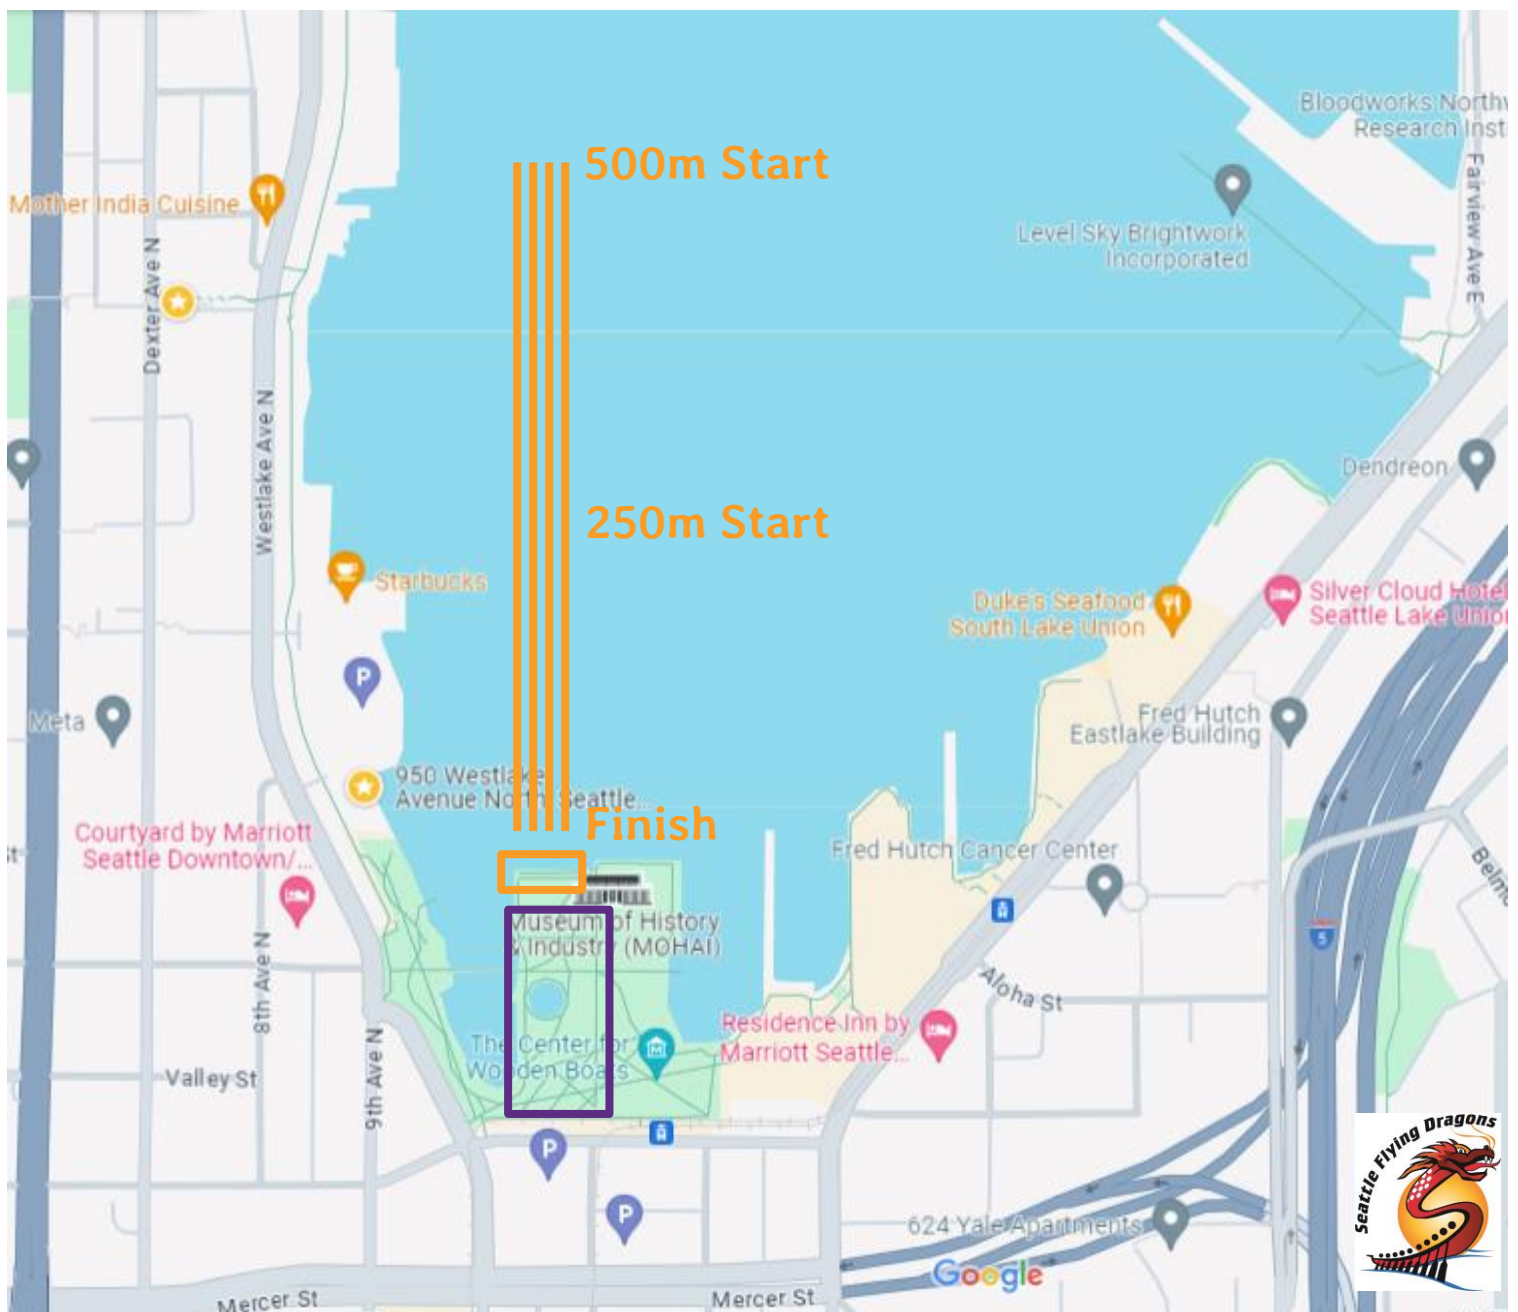 Bloodworks North
Research Inst
500m Start
Mother India Cuisine
Fairview Ave E
Level Sky Brightwork
Incorporated
Dexter Ave N
Westlake Ave N
Dendreon
250m Start
Starbucks
Duke's Seafood
South Lake Union
Silver Cloud Hotel
Seattle Lake Union
P
Meta
Fred Hutch
Eastlake Building
950 Westlake
Avenue North, Seattle...
Finish
Courtyard by Marriott
Seattle Downtown/...
Fred Hutch Cancer Center
St
Belm
Museum of History
& Industry (MOHAI)
5
8th Ave N
Aloha St
Residence Inn by
Marriott Seattle...
The Center for
Wooden Boats
Valley St
9th Ave N
P
P
Seattle Flying Dragons
624 Yale Apartments
Google
Mercer St
Mercer St